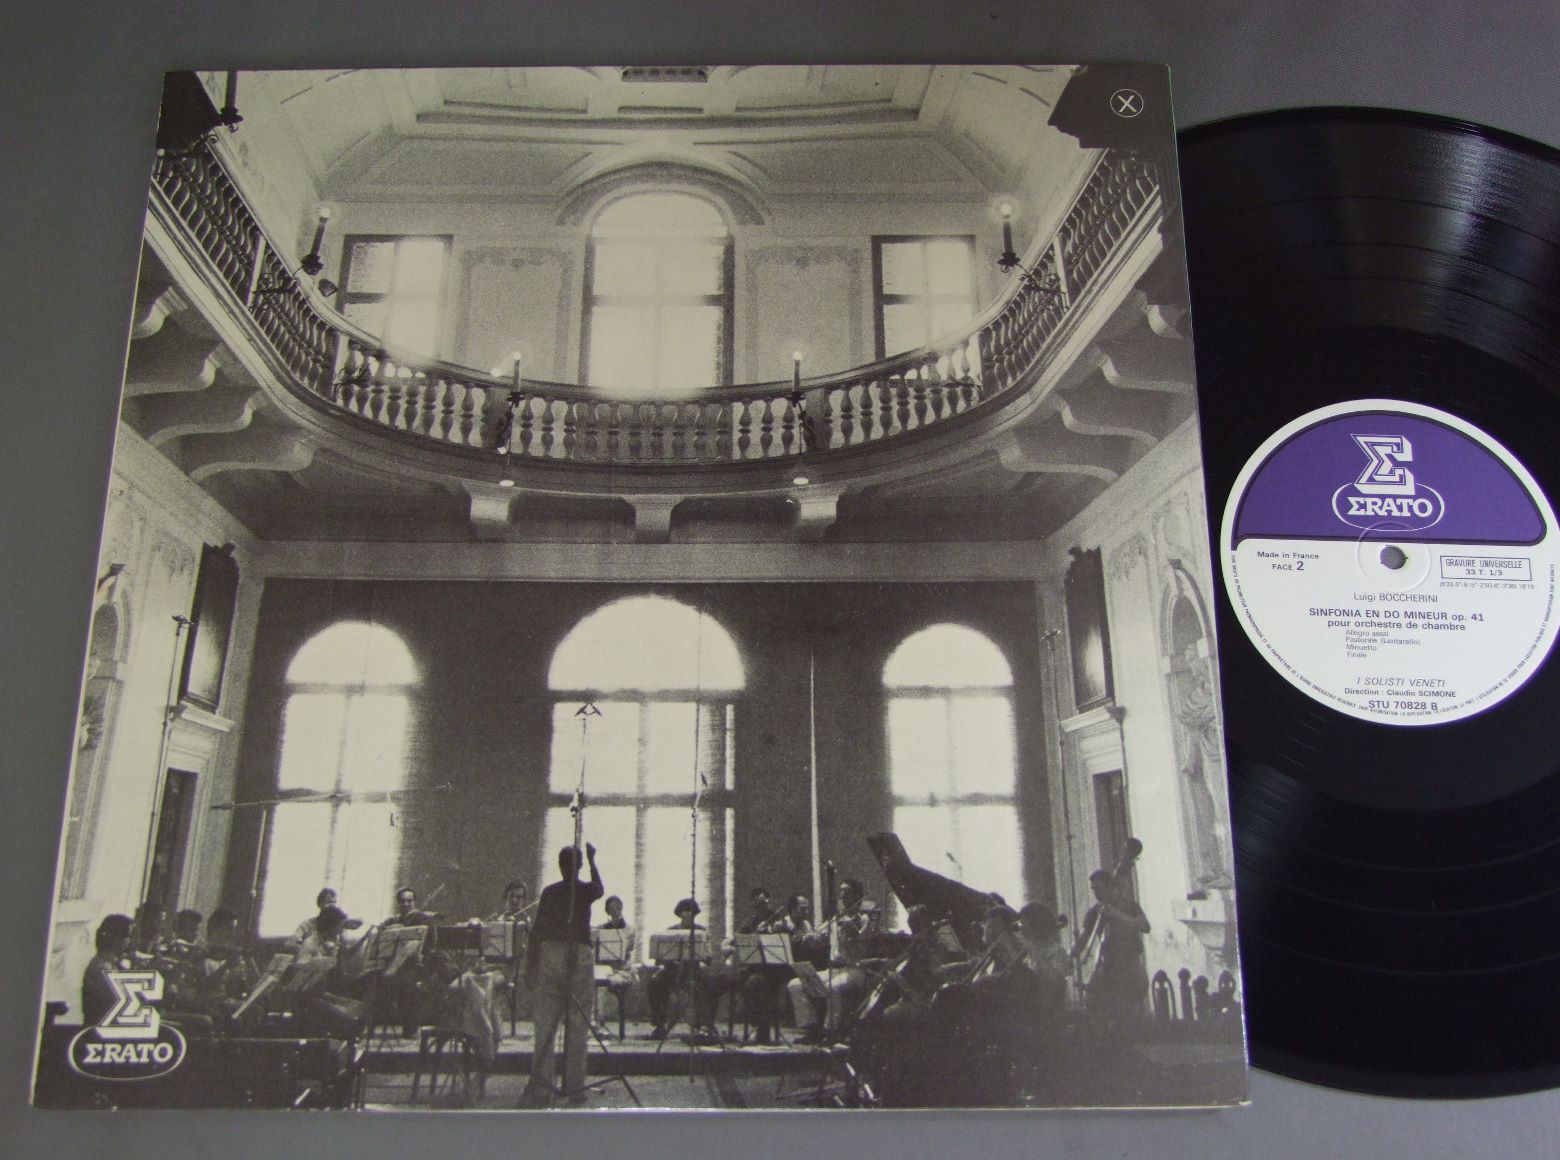 X
Σ
ΣRATO
Σ
ΣRATO
Made in France
FACE 2
GRAVURE UNIVERSELLE
33 T. 1/3
Luigi BOCCHERINI
SINFONIA EN DO MINEUR op. 41
pour orchestre de chambre
Allegro assai
Pastorale (Lentarello)
Minuetto
Finale
I SOLISTI VENETI
Direction : Claudio SCIMONE
STU 70828 B